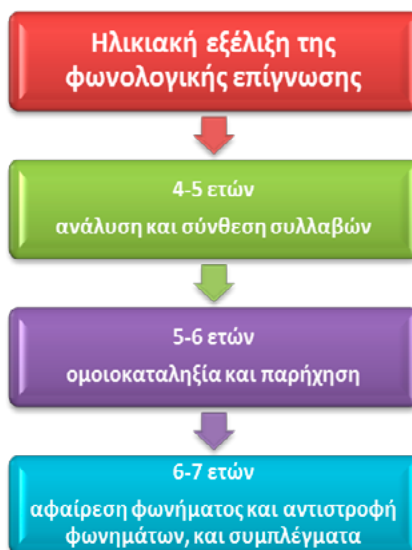 Ηλικιακή εξέλιξη της
φωνολογικής επίγνωσης
4-5 ετών
ανάλυση και σύνθεση συλλαβών
5-6 ετών
ομοιοκαταληξία και παρήχηση
6-7 ετών
αφαίρεση φωνήματος και αντιστροφή
φωνημάτων, και συμπλέγματα